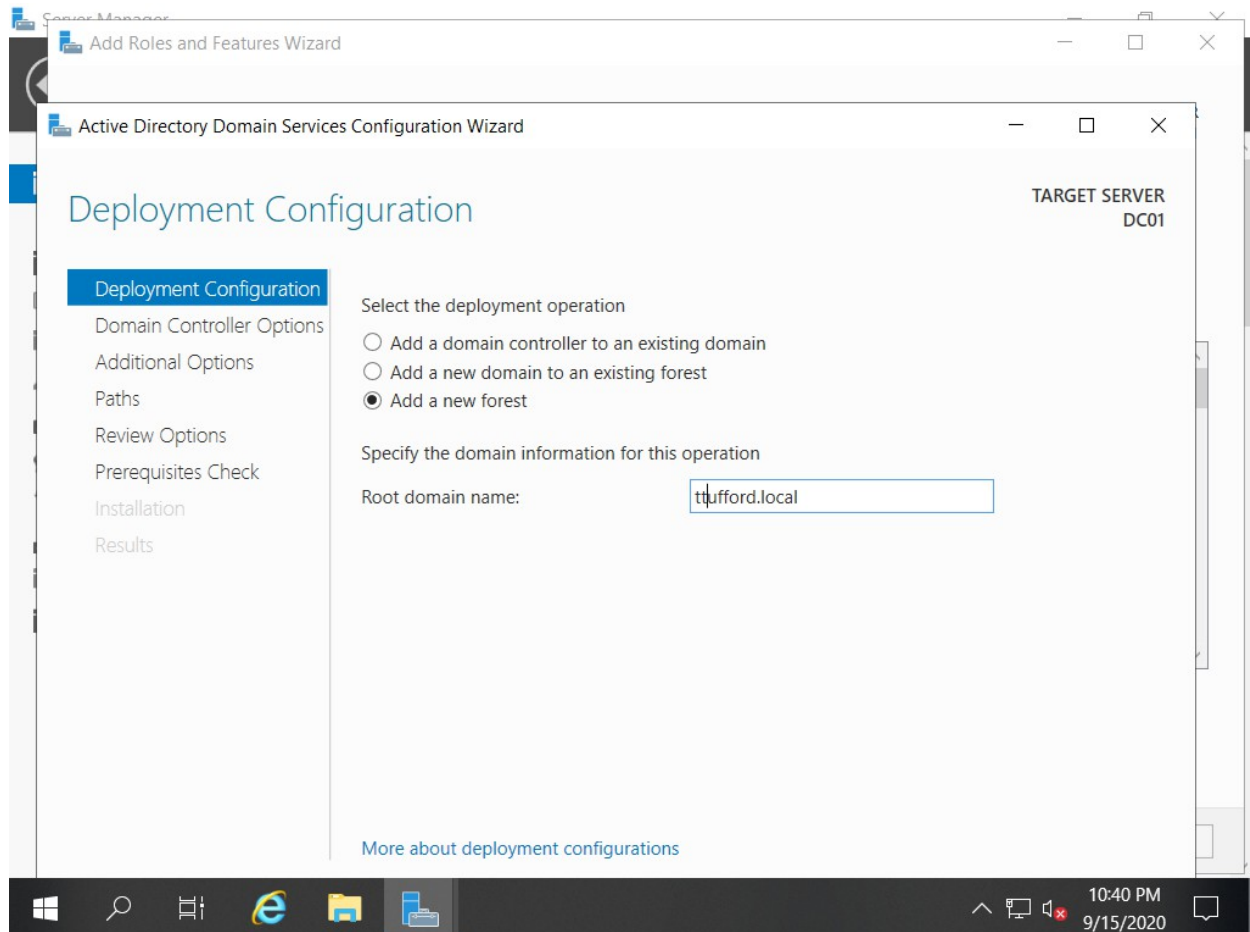 Server Manager
Add Roles and Features Wizard
Active Directory Domain Services Configuration Wizard
Deployment Configuration
TARGET SERVER
DC01
Deployment Configuration
Domain Controller Options
Additional Options
Paths
Review Options
Prerequisites Check
Installation
Results
Select the deployment operation
Add a domain controller to an existing domain
Add a new domain to an existing forest
Add a new forest
Specify the domain information for this operation
Root domain name:
ttufford.local
More about deployment configurations
10:40 PM
9/15/2020